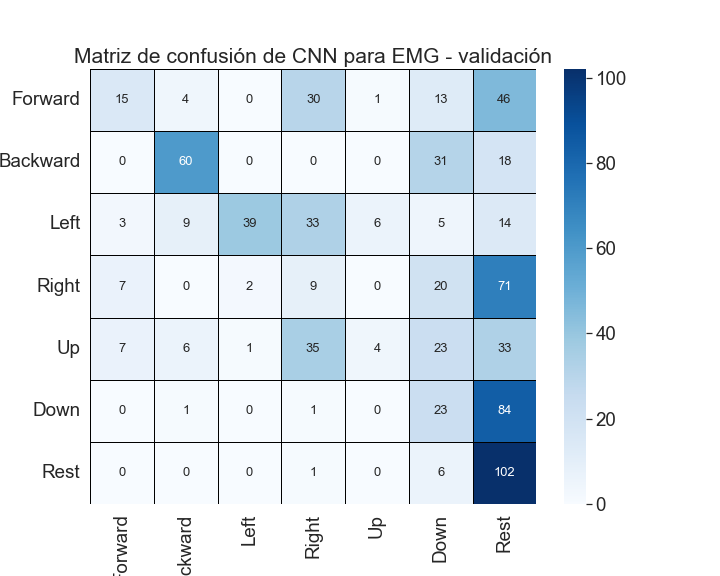 Matriz de confusión de CNN para EMG - validación
Forward 15 4 0 30 1 13 46
Backward 0 60 0 0 0 31 18
Left 3 9 39 33 6 5 14
Right 7 0 2 9 0 20 71
Up 7 6 1 35 4 23 33
Down 0 1 0 1 0 23 84
Rest 0 0 0 1 0 6 102
Forward
ckward
Left
Right
Up
Down
Rest
100
80
60
40
20
0